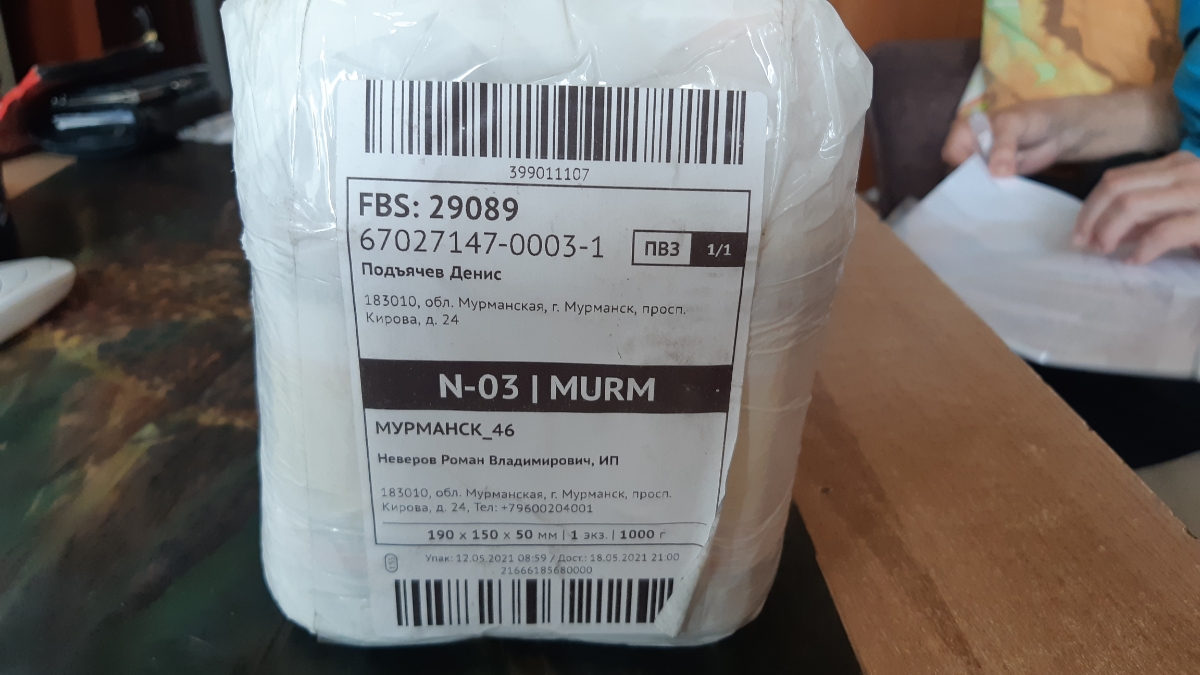 399011107
FBS: 29089
67027147-0003-1
ПВЗ 1/1
Подъячев Денис
183010, обл. Мурманская, г. Мурманск, просп.
Кирова, д. 24
N-03 | MURM
МУРМАНСК_46
Неверов Роман Владимирович, ИП
183010, обл. Мурманская, г. Мурманск, просп.
Кирова, д. 24, Тел: +79600204001
190 x 150 x 50 мм | 1 экз. | 1000 г
Упак: 12.05.2021 08:59 / Дост: 18.05.2021 21:00
21666185680000